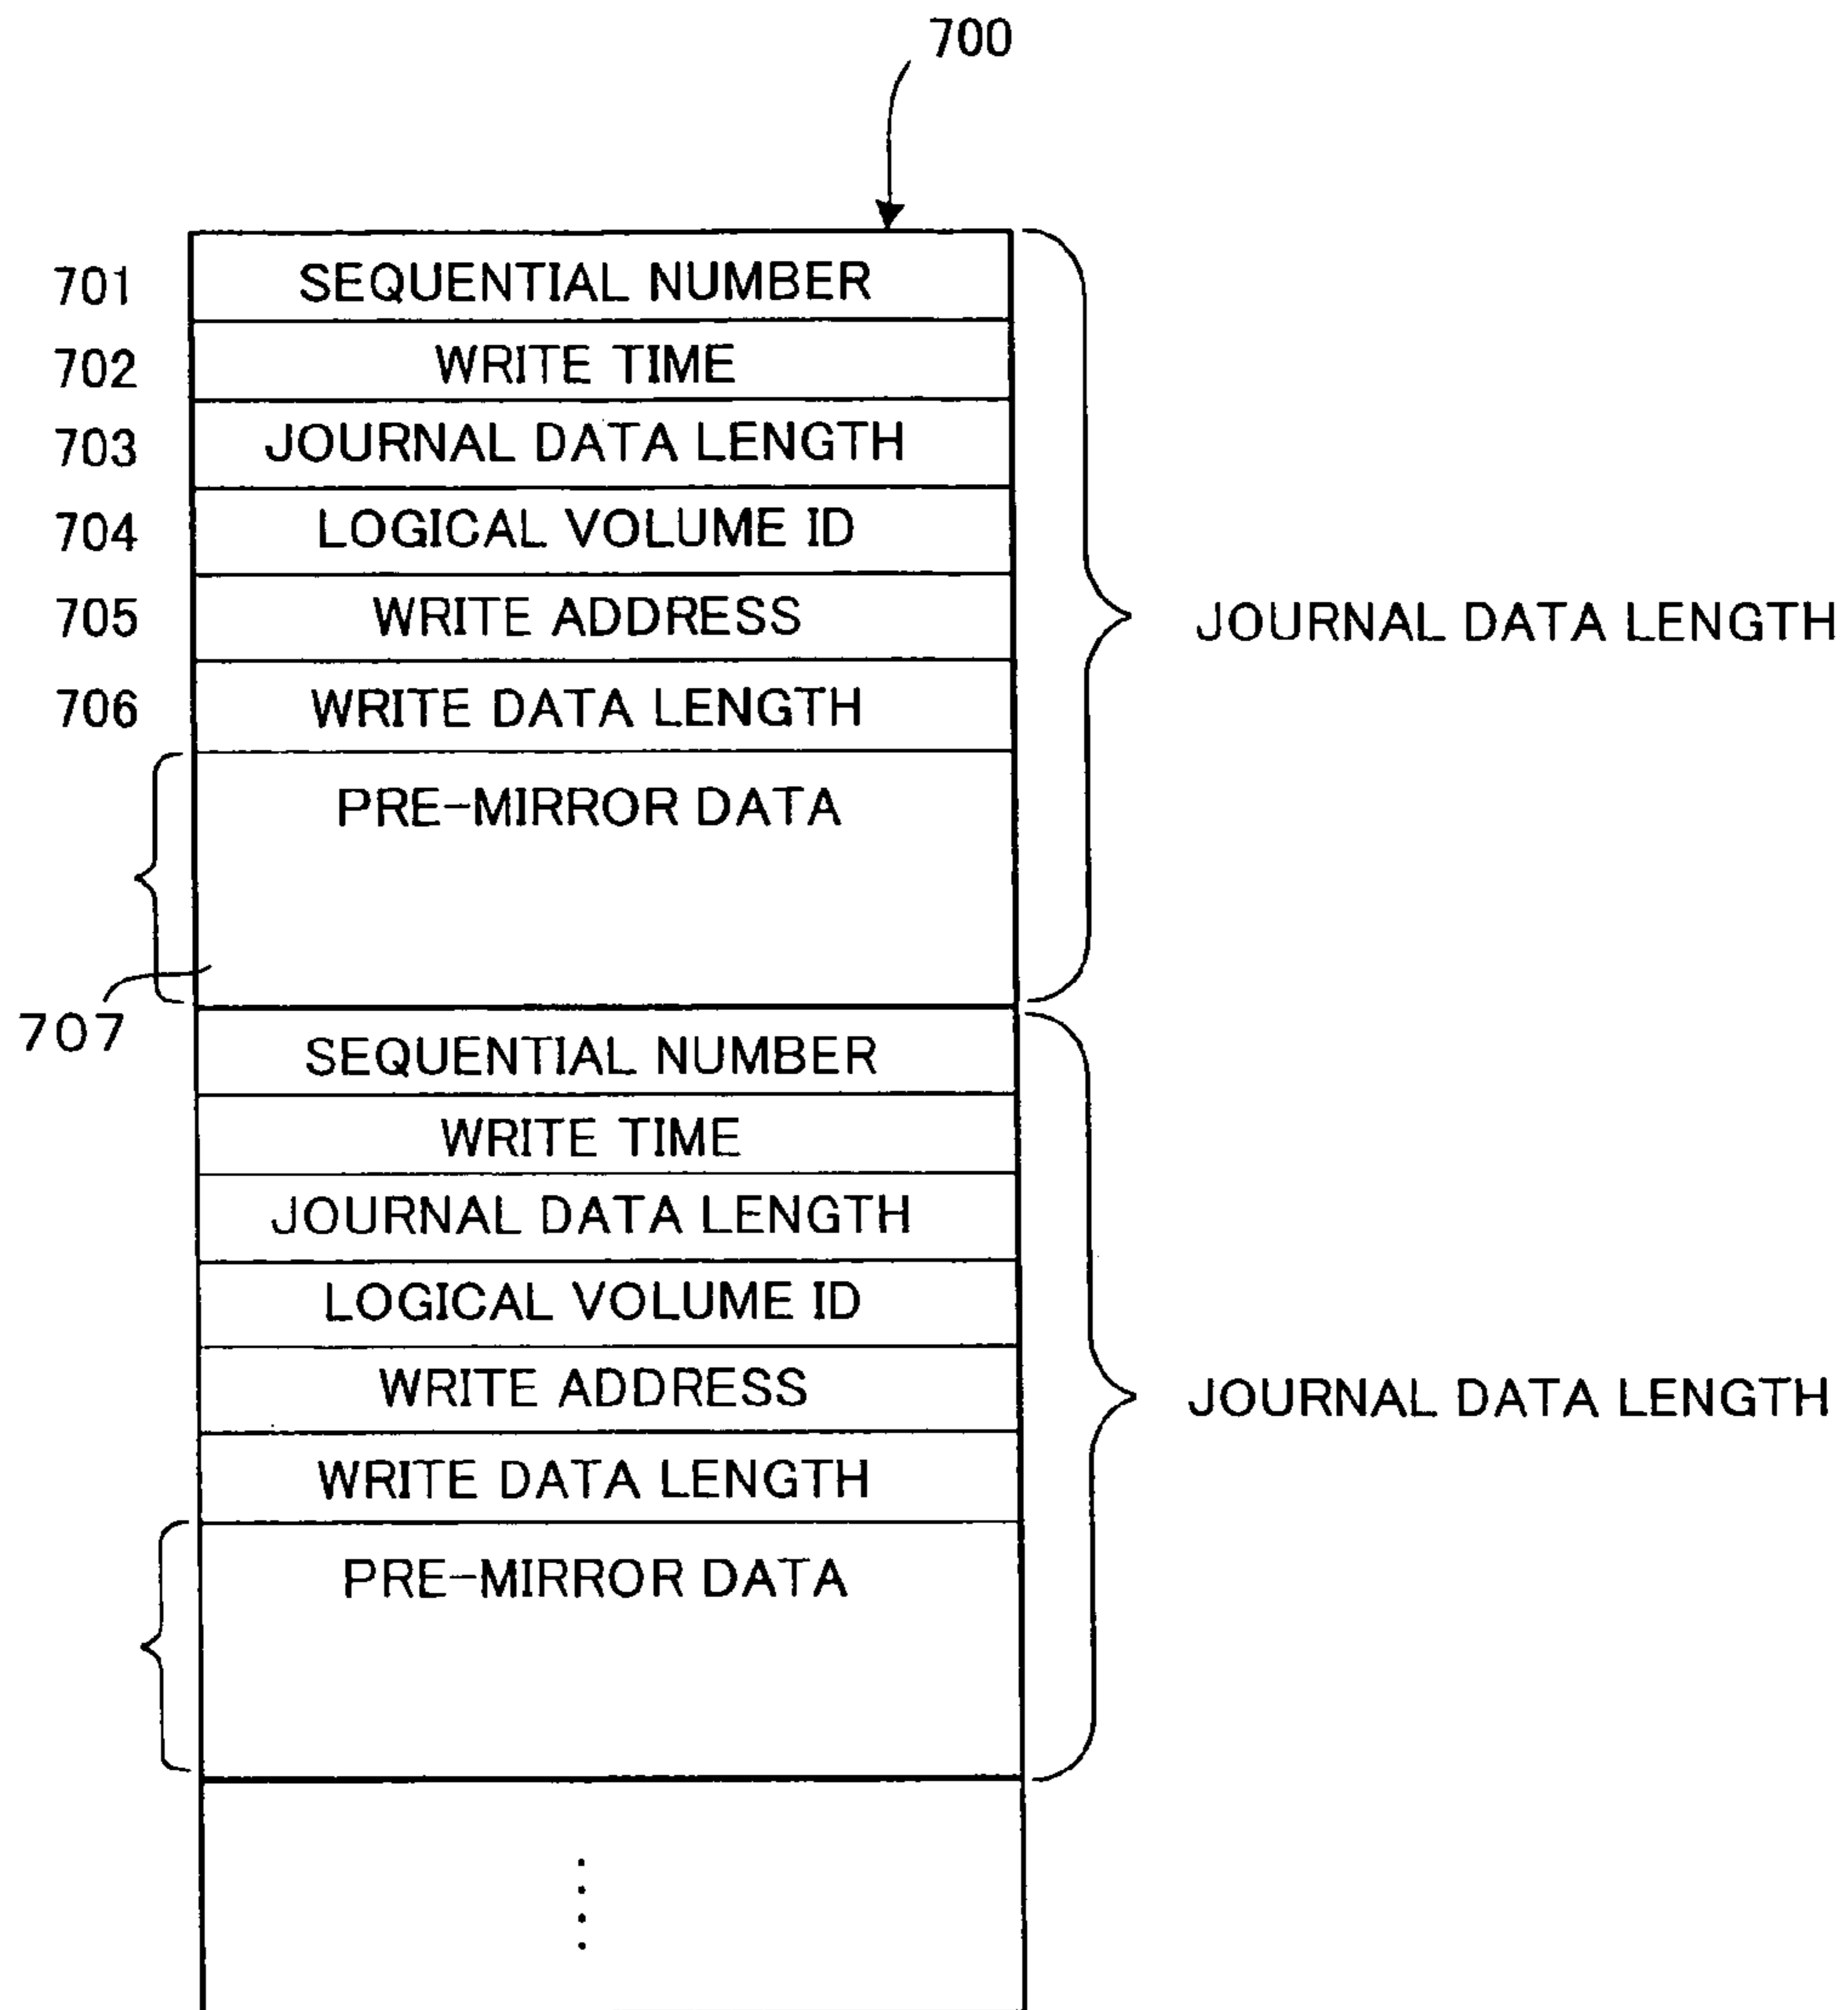 700
701 SEQUENTIAL NUMBER
702 WRITE TIME
703 JOURNAL DATA LENGTH
704 LOGICAL VOLUME ID
705 WRITE ADDRESS JOURNAL DATA LENGTH
706 WRITE DATA LENGTH
PRE-MIRROR DATA
707
SEQUENTIAL NUMBER
WRITE TIME
JOURNAL DATA LENGTH
LOGICAL VOLUME ID
WRITE ADDRESS JOURNAL DATA LENGTH
WRITE DATA LENGTH
PRE-MIRROR DATA